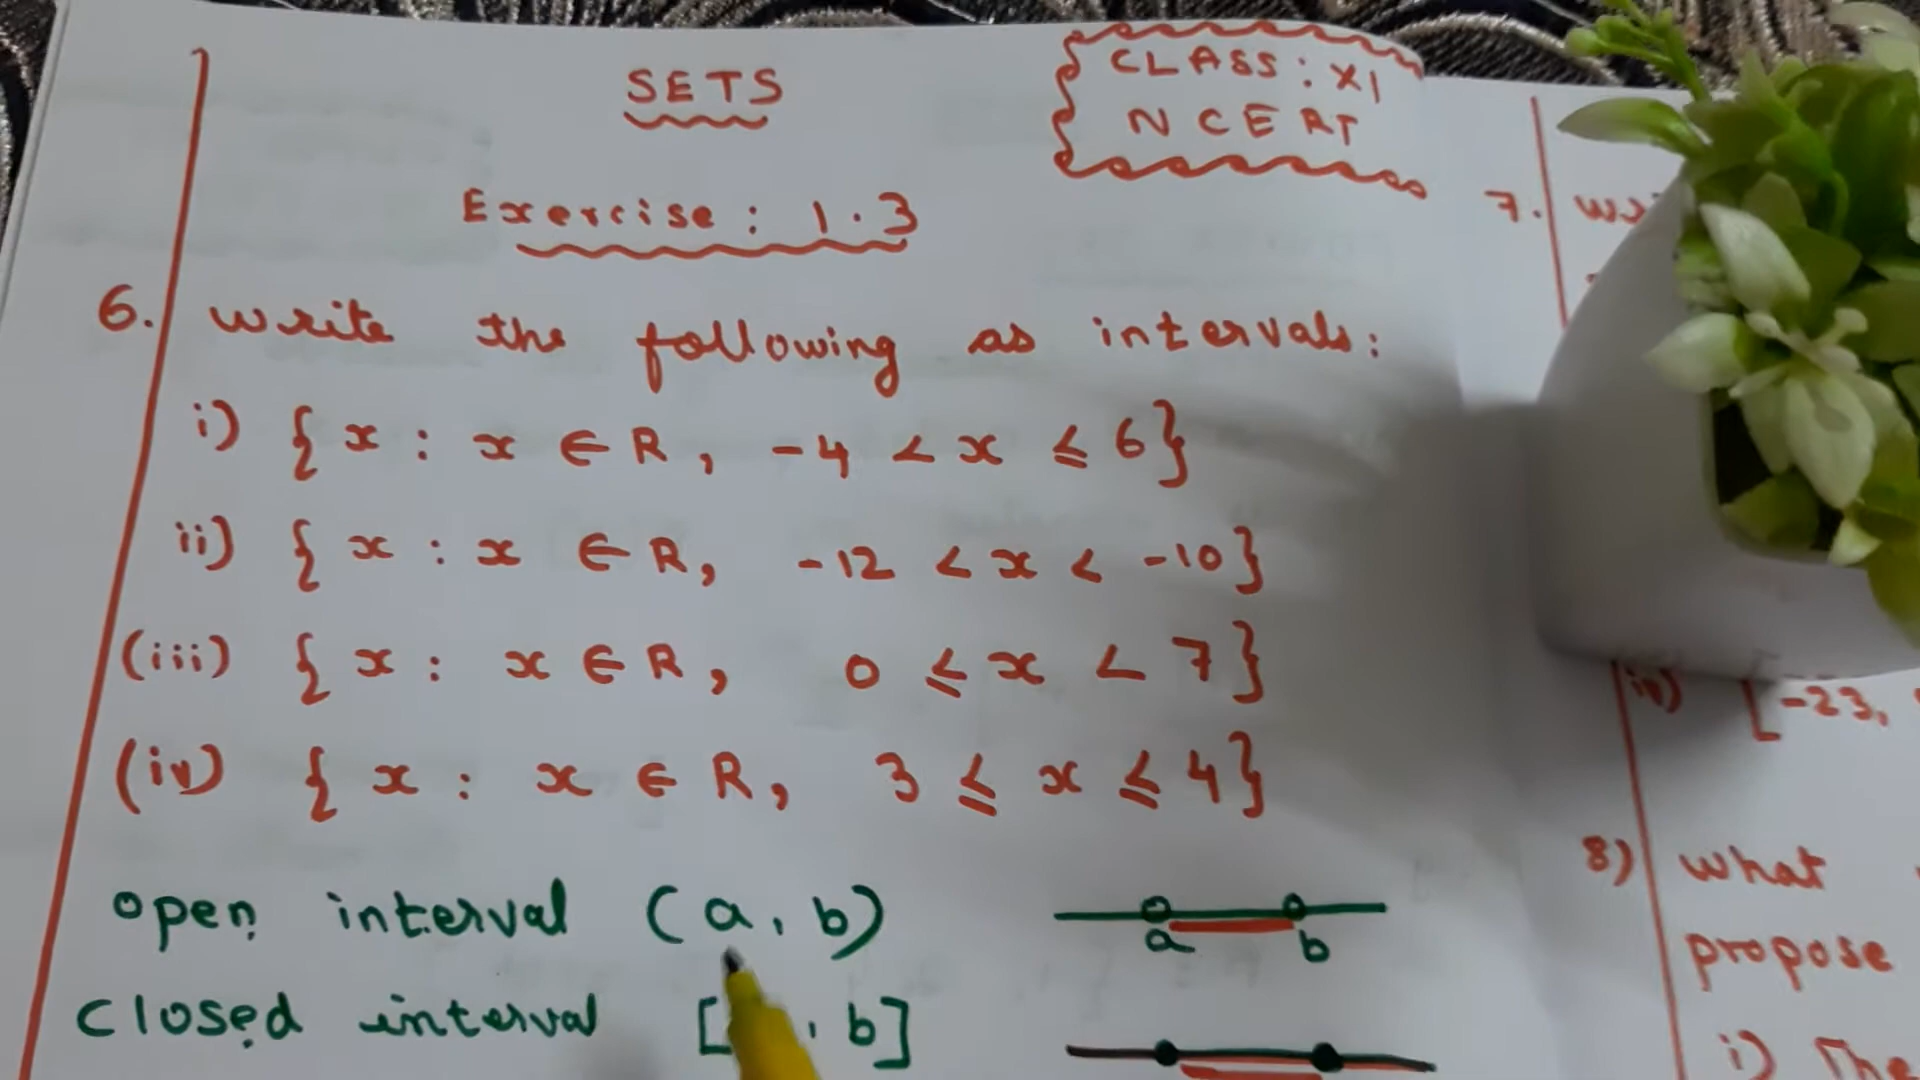 SETS
CLASS: XI
NCERT
Exercise: 1.3
6. Write the following as intervals:
i) { x : x ∈ R, -4 < x ≤ 6}
ii) { x : x ∈ R, -12 < x < -10}
(iii) { x : x ∈ R, 0 ≤ x < 7}
(iv) { x : x ∈ R, 3 ≤ x ≤ 4}
open interval (a, b)
a b
closed interval [ , b]
7.
iv) [-23,
8) what
propose
i) The